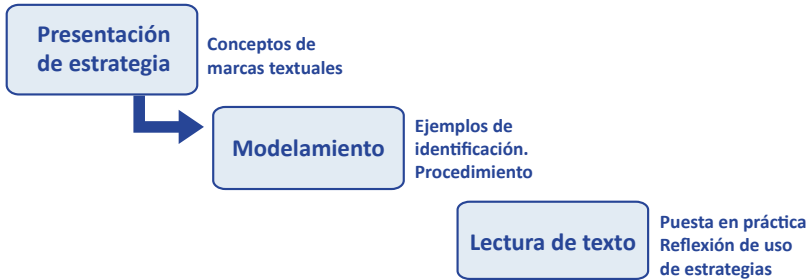 Presentación
de estrategia
Conceptos de
marcas textuales
Modelamiento
Ejemplos de
identificación.
Procedimiento
Lectura de texto
Puesta en práctica
Reflexión de uso
de estrategias